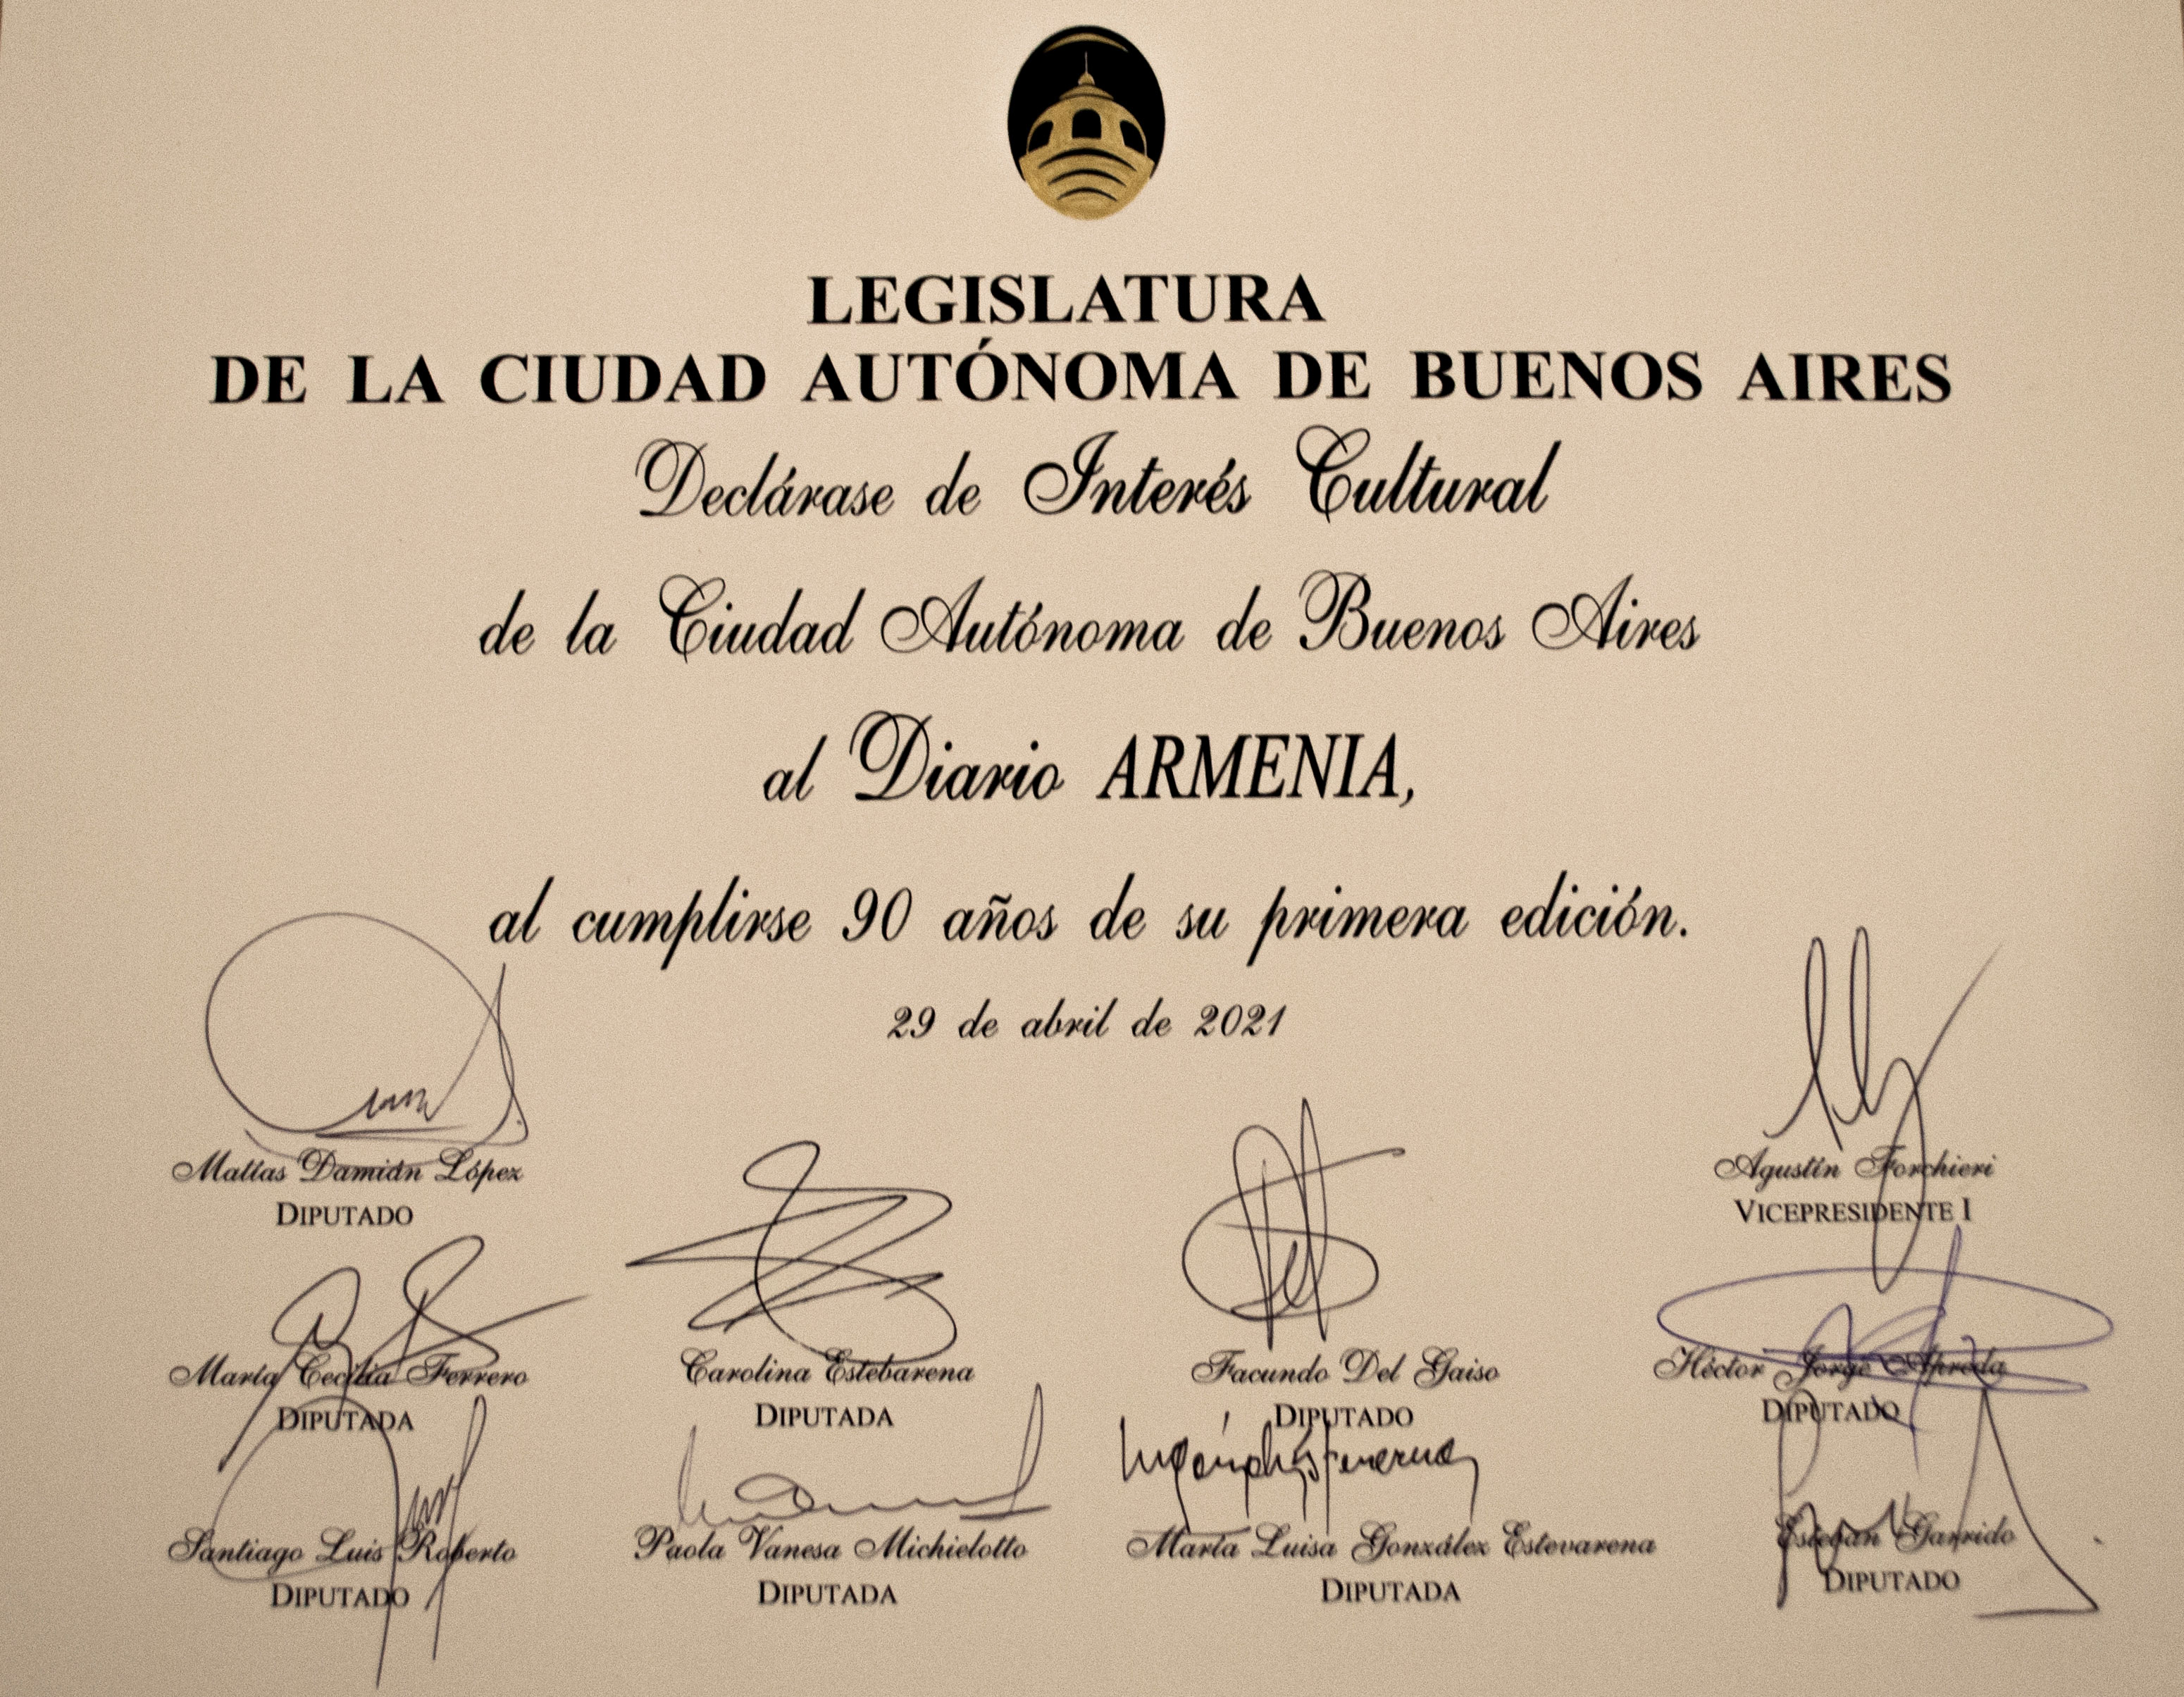 LEGISLATURA
DE LA CIUDAD AUTÓNOMA DE BUENOS AIRES
Declárase de Interés Cultural
de la Ciudad Autónoma de Buenos Aires
al Diario ARMENIA,
al cumplirse 90 años de su primera edición.
29 de abril de 2021
Matías Damián López
DIPUTADO
Agustín Forchieri
VICEPRESIDENTE I
María Cecilia Ferrero
DIPUTADA
Carolina Estebarena
DIPUTADA
Facundo Del Gaiso
DIPUTADO
Héctor Jorge Apreda
DIPUTADO
Santiago Luis Roberto
DIPUTADO
Paola Vanesa Michielotto
DIPUTADA
María Luisa González Estevarena
DIPUTADA
Esteban Garrido
DIPUTADO